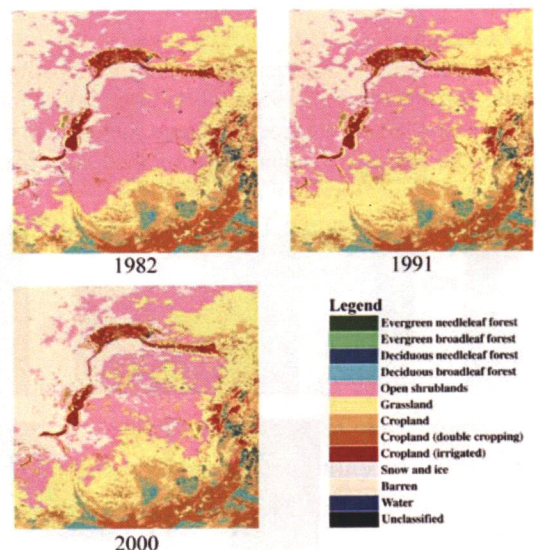 1982
1991
2000
Legend
Evergreen needleleaf forest
Evergreen broadleaf forest
Deciduous needleleaf forest
Deciduous broadleaf forest
Open shrublands
Grassland
Cropland
Cropland (double cropping)
Cropland (irrigated)
Snow and ice
Barren
Water
Unclassified